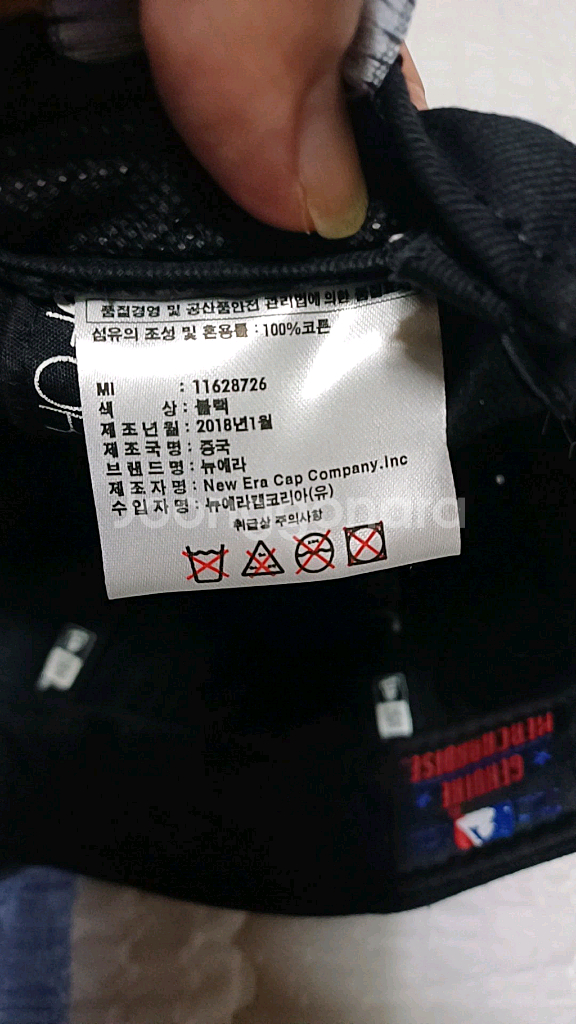 품질경영 및 공산품안전 관리법에 의한
섬유의 조성 및 혼용률 : 100%코튼
MI : 11628726
색 상 : 블랙
제조년월 : 2018년1월
제조국명 : 중국
브랜드명 : 뉴에라
제조자명 : New Era Cap Company.Inc
수입자명 : 뉴에라캡코리아(유)
취급상 주의사항
Joonggonara
GENUINE
MERCHANDISE